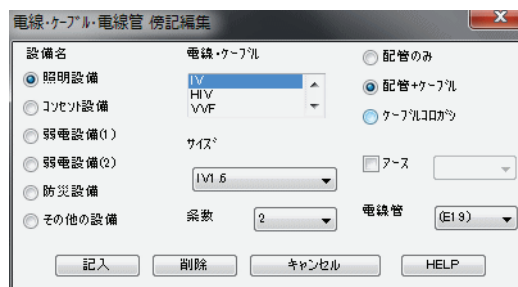 電線・ケーブル・電線管 傍記編集
設備名
照明設備
コンセント設備
弱電設備(1)
弱電設備(2)
防災設備
その他の設備
電線・ケーブル
IV
HIV
VVF
サイズ
IV1.6
条数
2
配管のみ
配管+ケーブル
ケーブルコロガシ
アース
電線管
(E19)
記入
削除
キャンセル
HELP